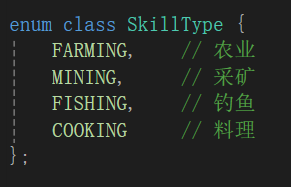 enum class SkillType {
FARMING, // 农业
MINING, // 采矿
FISHING, // 钓鱼
COOKING // 料理
};